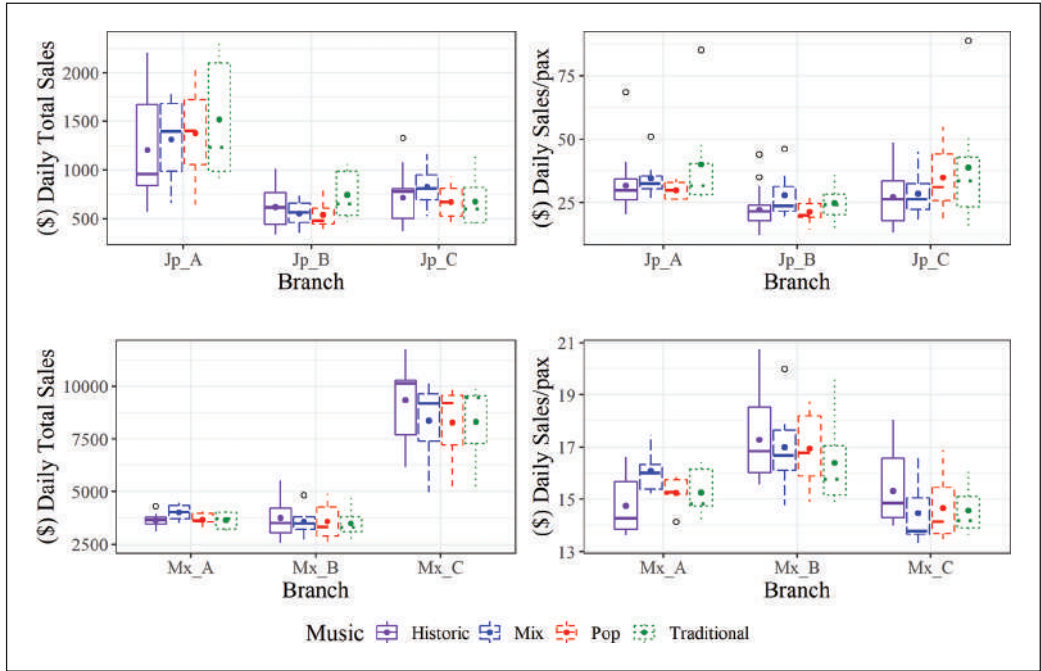 ($) Daily Total Sales
2000
1500
1000
500
Jp_A Jp_B Jp_C
Branch
($) Daily Sales/pax
75
50
25
Jp_A Jp_B Jp_C
Branch
($) Daily Total Sales
10000
7500
5000
2500
Mx_A Mx_B Mx_C
Branch
($) Daily Sales/pax
21
19
17
15
13
Mx_A Mx_B Mx_C
Branch
Music Historic Mix Pop Traditional